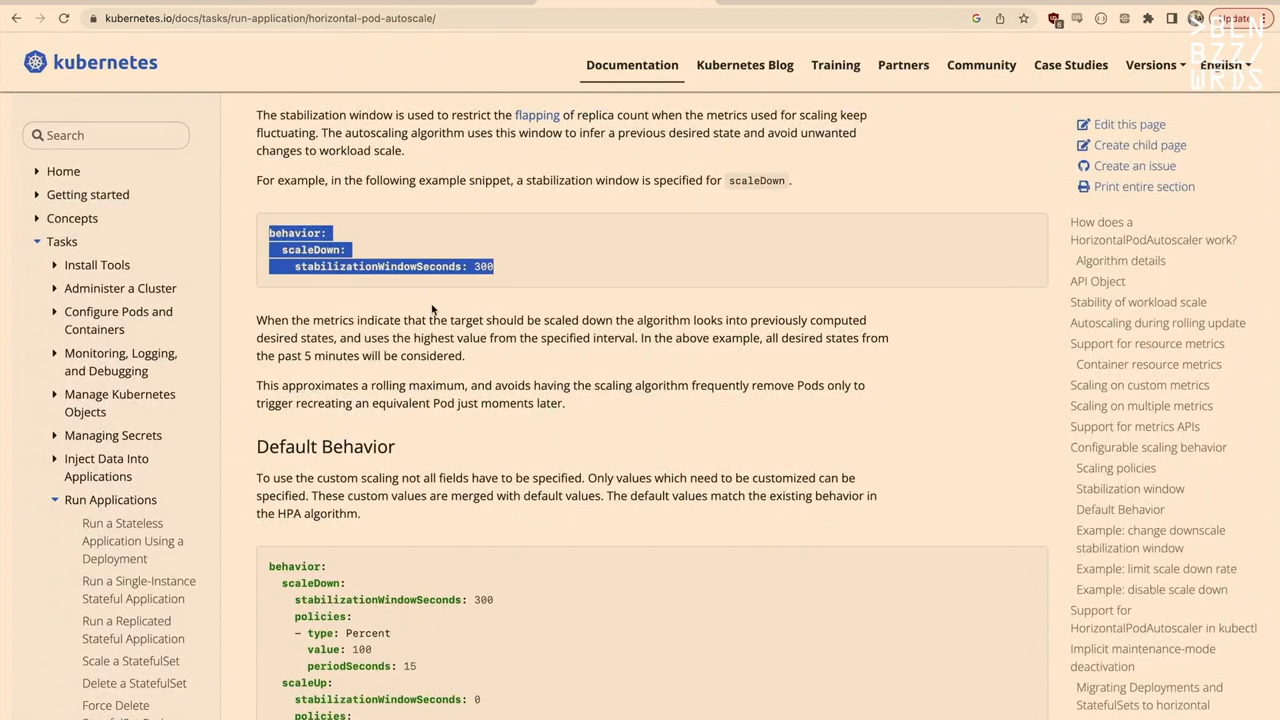 kubernetes.io/docs/tasks/run-application/horizontal-pod-autoscale/
6
Update
>BLN
BZZ/
WRDS
kubernetes
Documentation
Kubernetes Blog
Training
Partners
Community
Case Studies
Versions
English
Search
Home
Getting started
Concepts
Tasks
Install Tools
Administer a Cluster
Configure Pods and
Containers
Monitoring, Logging,
and Debugging
Manage Kubernetes
Objects
Managing Secrets
Inject Data Into
Applications
Run Applications
Run a Stateless
Application Using a
Deployment
Run a Single-Instance
Stateful Application
Run a Replicated
Stateful Application
Scale a StatefulSet
Delete a StatefulSet
Force Delete
The stabilization window is used to restrict the flapping of replica count when the metrics used for scaling keep
fluctuating. The autoscaling algorithm uses this window to infer a previous desired state and avoid unwanted
changes to workload scale.
For example, in the following example snippet, a stabilization window is specified for scaleDown.
behavior:
scaleDown:
stabilizationWindowSeconds: 300
When the metrics indicate that the target should be scaled down the algorithm looks into previously computed
desired states, and uses the highest value from the specified interval. In the above example, all desired states from
the past 5 minutes will be considered.
This approximates a rolling maximum, and avoids having the scaling algorithm frequently remove Pods only to
trigger recreating an equivalent Pod just moments later.
Default Behavior
To use the custom scaling not all fields have to be specified. Only values which need to be customized can be
specified. These custom values are merged with default values. The default values match the existing behavior in
the HPA algorithm.
behavior:
scaleDown:
stabilizationWindowSeconds: 300
policies:
- type: Percent
value: 100
periodSeconds: 15
scaleUp:
stabilizationWindowSeconds: 0
policies:
Edit this page
Create child page
Create an issue
Print entire section
How does a
HorizontalPodAutoscaler work?
Algorithm details
API Object
Stability of workload scale
Autoscaling during rolling update
Support for resource metrics
Container resource metrics
Scaling on custom metrics
Scaling on multiple metrics
Support for metrics APIs
Configurable scaling behavior
Scaling policies
Stabilization window
Default Behavior
Example: change downscale
stabilization window
Example: limit scale down rate
Example: disable scale down
Support for
HorizontalPodAutoscaler in kubectl
Implicit maintenance-mode
deactivation
Migrating Deployments and
StatefulSets to horizontal